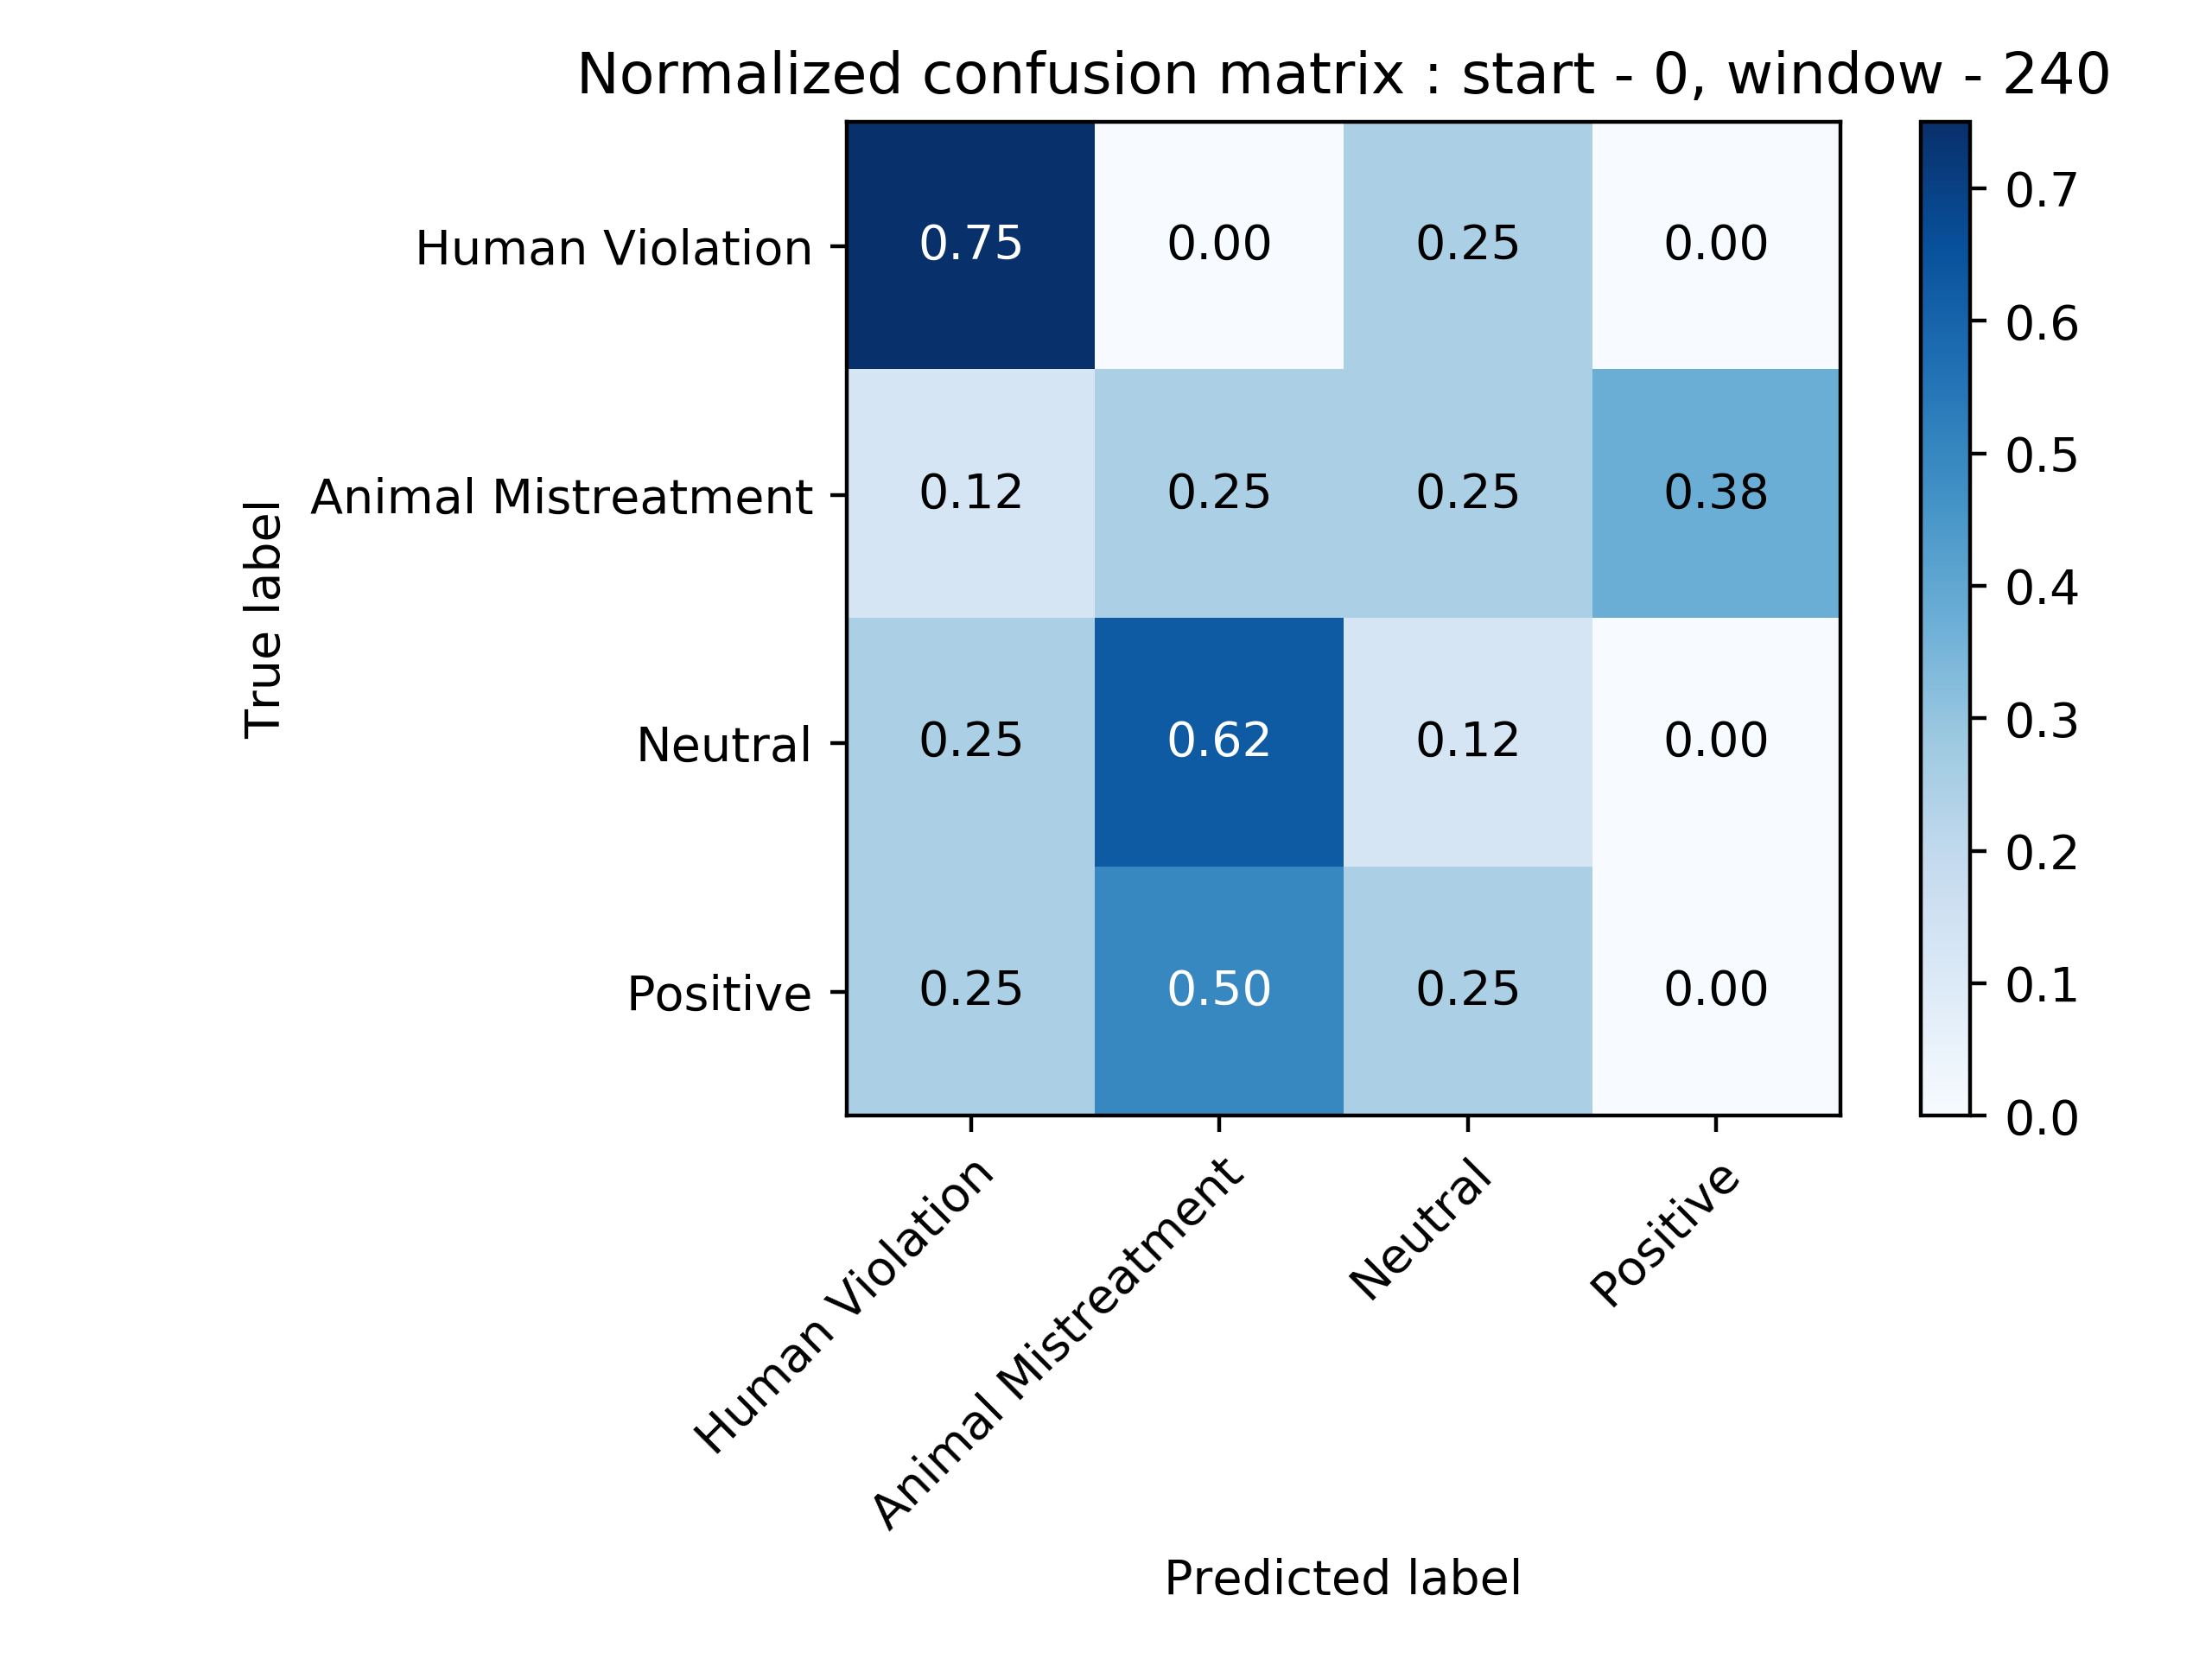 Normalized confusion matrix : start - 0, window - 240
True label
Human Violation
0.75 0.00 0.25 0.00
Animal Mistreatment
0.12 0.25 0.25 0.38
Neutral
0.25 0.62 0.12 0.00
Positive
0.25 0.50 0.25 0.00
Human Violation
Animal Mistreatment
Neutral
Positive
Predicted label
0.7
0.6
0.5
0.4
0.3
0.2
0.1
0.0